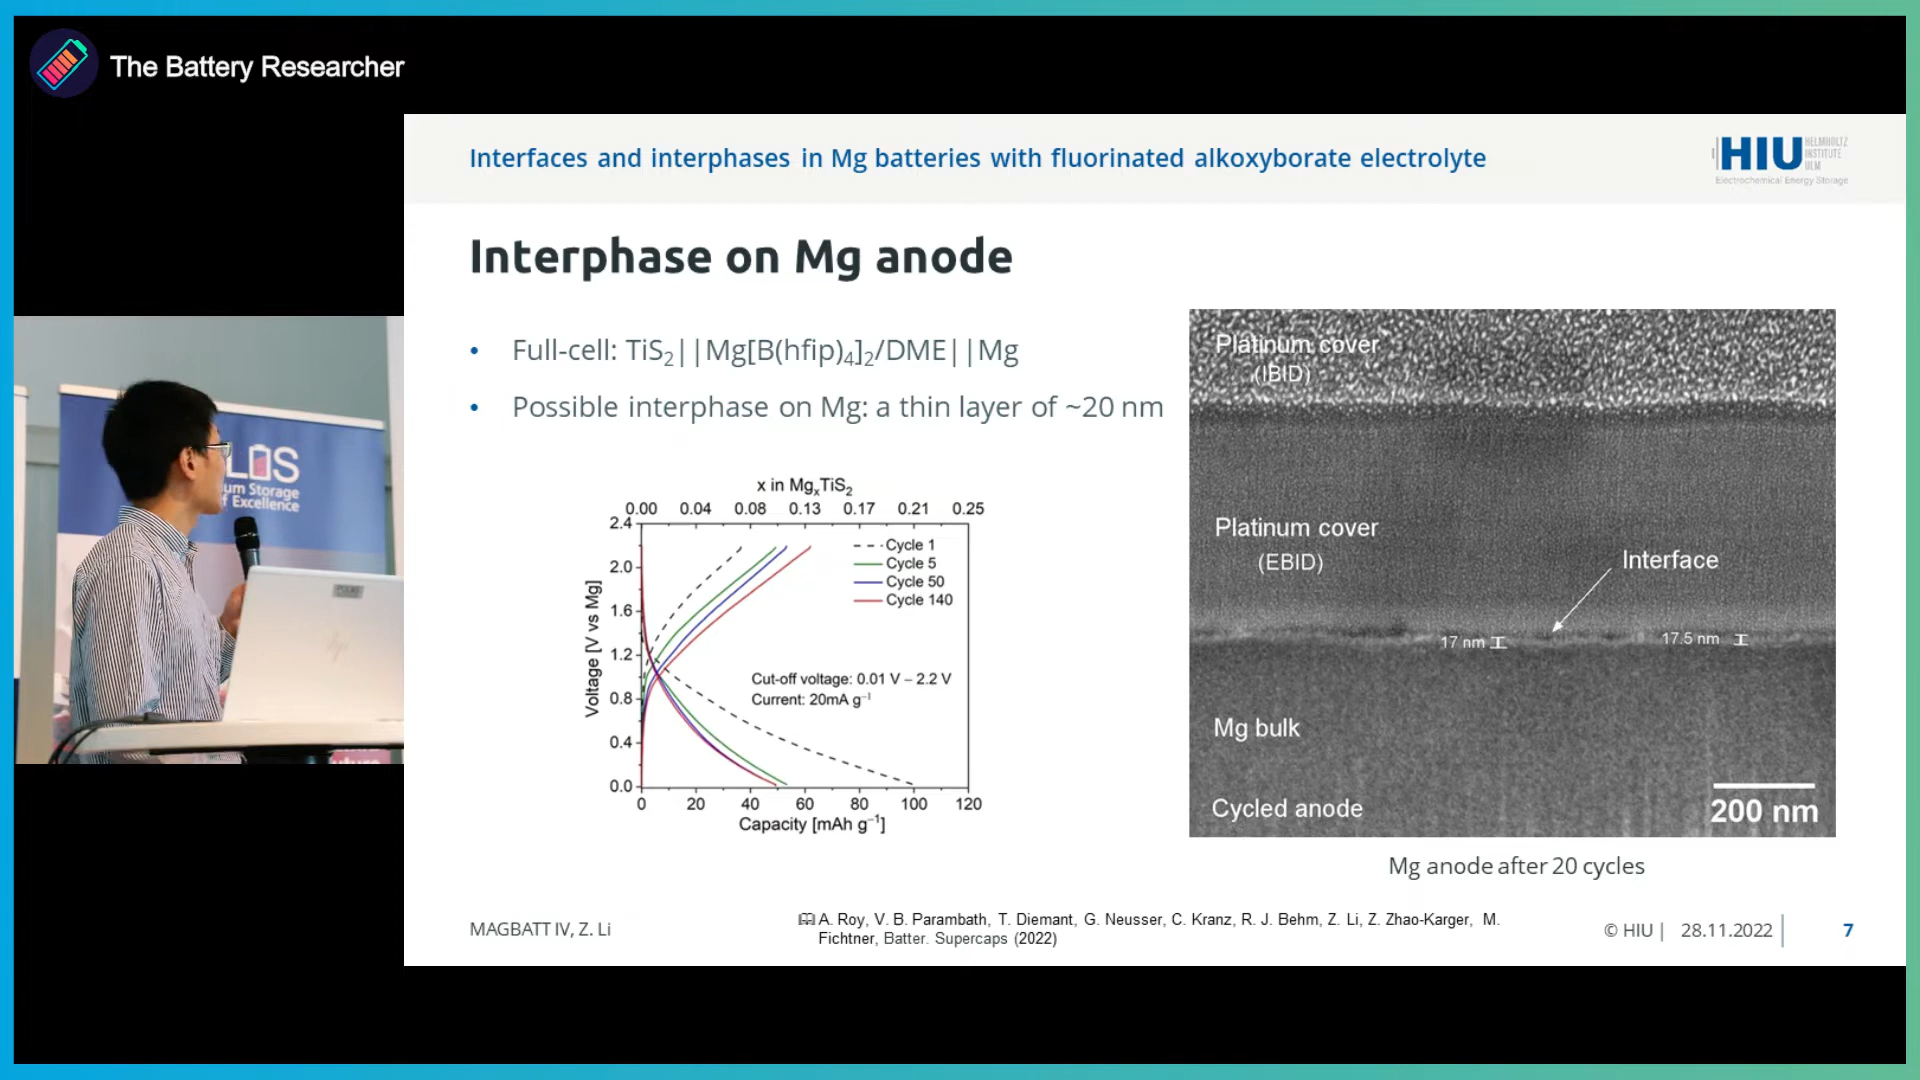 The Battery Researcher
Interfaces and interphases in Mg batteries with fluorinated alkoxyborate electrolyte
HIU
HELMHOLTZ
INSTITUTE
ULM
Electrochemical Energy Storage
Interphase on Mg anode
• Full-cell: TiS₂||Mg[B(hfip)₄]₂/DME||Mg
• Possible interphase on Mg: a thin layer of ~20 nm
x in MgₓTiS₂
0.00 0.04 0.08 0.13 0.17 0.21 0.25
2.4
2.0
1.6
1.2
0.8
0.4
0.0
Voltage [V vs Mg]
Cycle 1
Cycle 5
Cycle 50
Cycle 140
Cut-off voltage: 0.01 V – 2.2 V
Current: 20mA g⁻¹
0 20 40 60 80 100 120
Capacity [mAh g⁻¹]
Platinum cover
(IBID)
Platinum cover
(EBID)
Interface
17 nm
17.5 nm
Mg bulk
Cycled anode
200 nm
Mg anode after 20 cycles
um Storage
f Excellence
MAGBATT IV, Z. Li
A. Roy, V. B. Parambath, T. Diemant, G. Neusser, C. Kranz, R. J. Behm, Z. Li, Z. Zhao-Karger, M.
Fichtner, Batter. Supercaps (2022)
© HIU | 28.11.2022
7